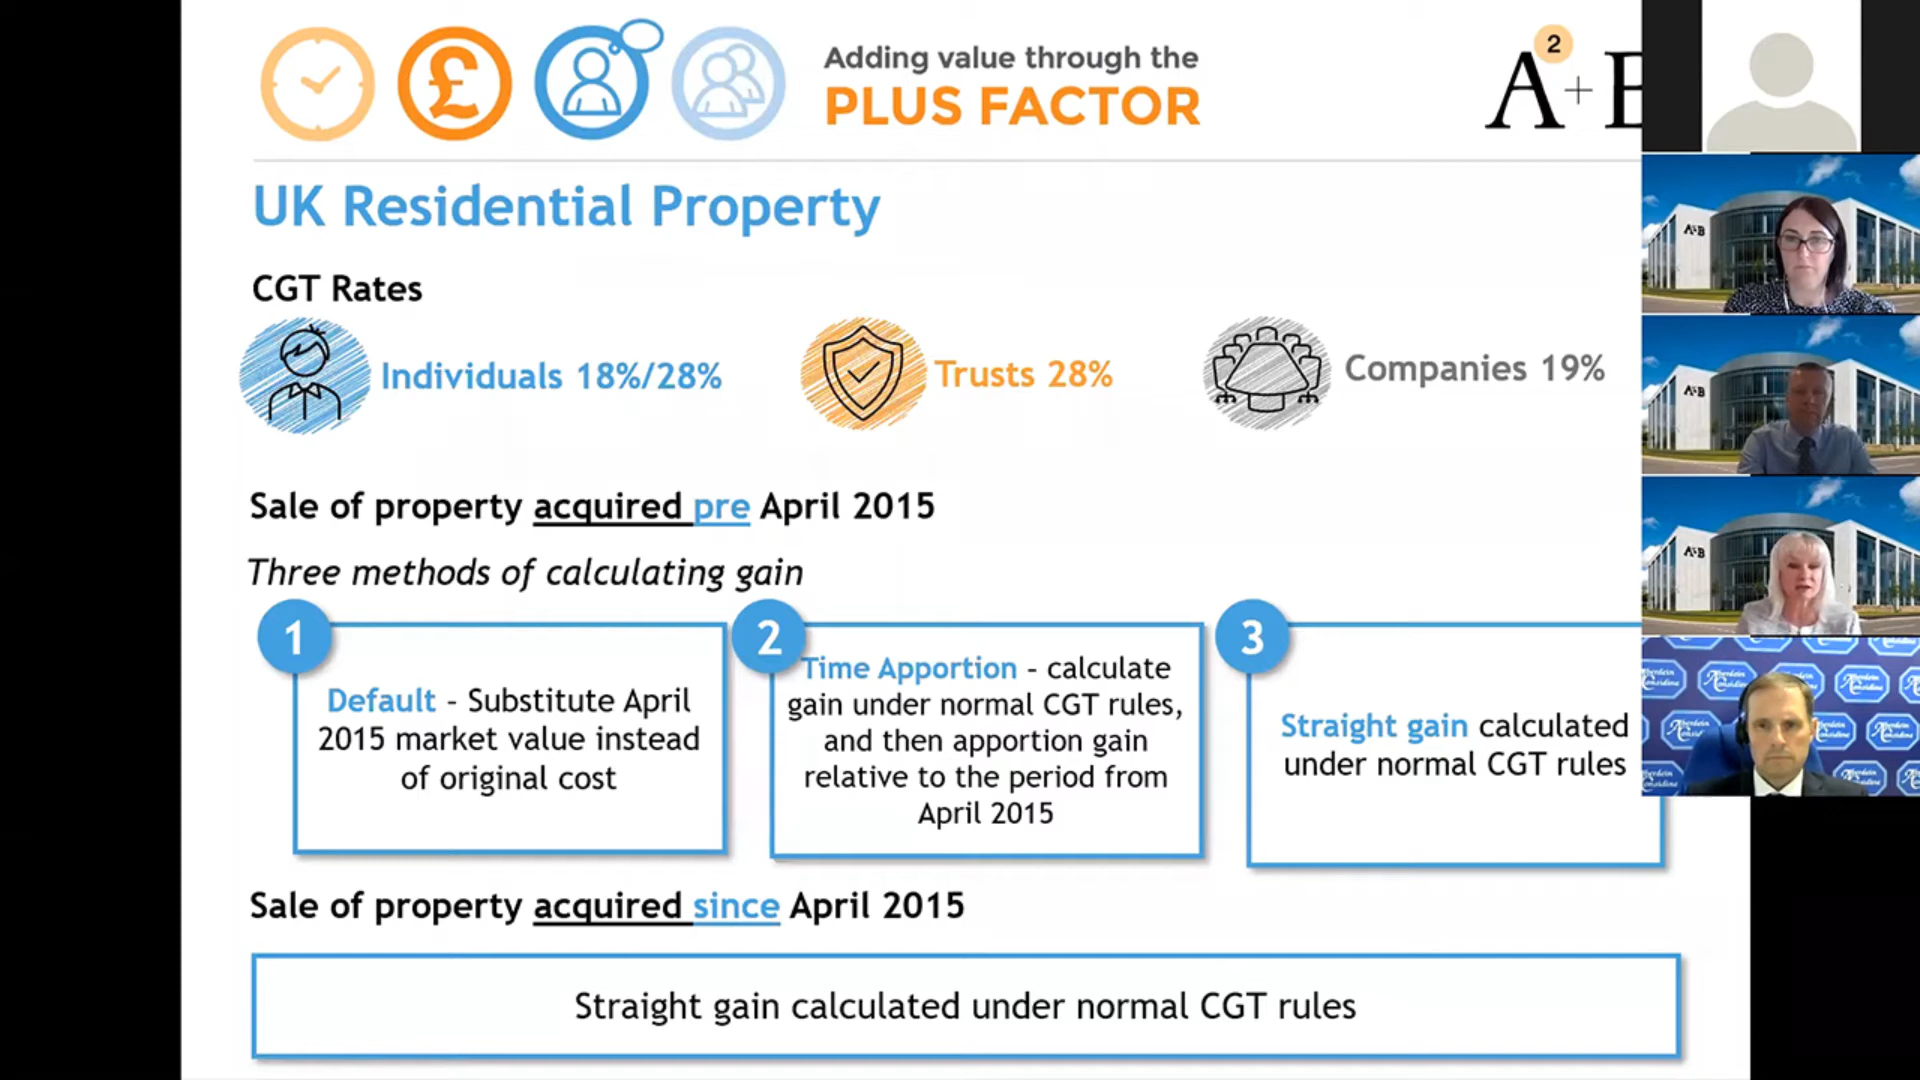 Adding value through the
PLUS FACTOR
2
A+B
UK Residential Property
CGT Rates
Individuals 18%/28%
Trusts 28%
Companies 19%
Sale of property acquired pre April 2015
Three methods of calculating gain
1
Default - Substitute April
2015 market value instead
of original cost
2
Time Apportion - calculate
gain under normal CGT rules,
and then apportion gain
relative to the period from
April 2015
3
Straight gain calculated
under normal CGT rules
Sale of property acquired since April 2015
Straight gain calculated under normal CGT rules
A+B
A+B
A+B
Aberdein
Considine